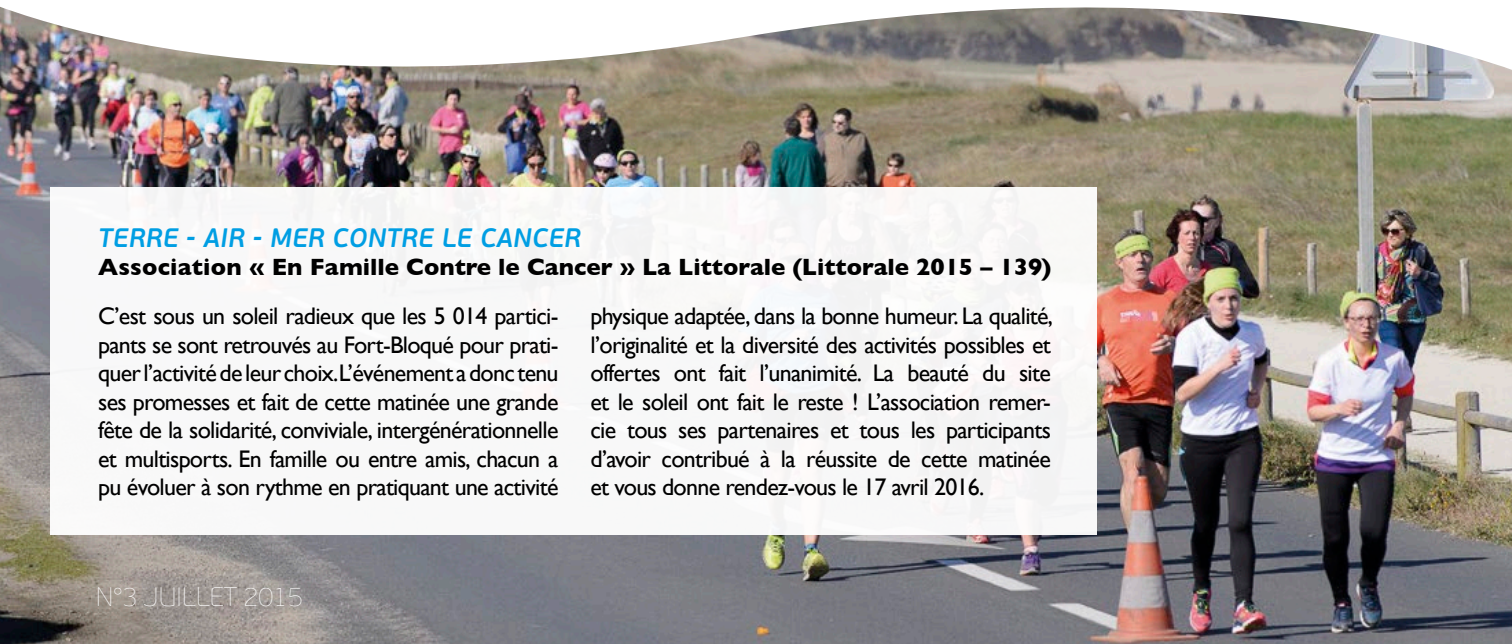 TERRE - AIR - MER CONTRE LE CANCER
Association « En Famille Contre le Cancer » La Littorale (Littorale 2015 – 139)
C'est sous un soleil radieux que les 5 014 partici-
pants se sont retrouvés au Fort-Bloqué pour prati-
quer l'activité de leur choix. L'événement a donc tenu
ses promesses et fait de cette matinée une grande
fête de la solidarité, conviviale, intergénérationnelle
et multisports. En famille ou entre amis, chacun a
pu évoluer à son rythme en pratiquant une activité
physique adaptée, dans la bonne humeur. La qualité,
l'originalité et la diversité des activités possibles et
offertes ont fait l'unanimité. La beauté du site
et le soleil ont fait le reste ! L'association remer-
cie tous ses partenaires et tous les participants
d'avoir contribué à la réussite de cette matinée
et vous donne rendez-vous le 17 avril 2016.
N°3 JUILLET 2015